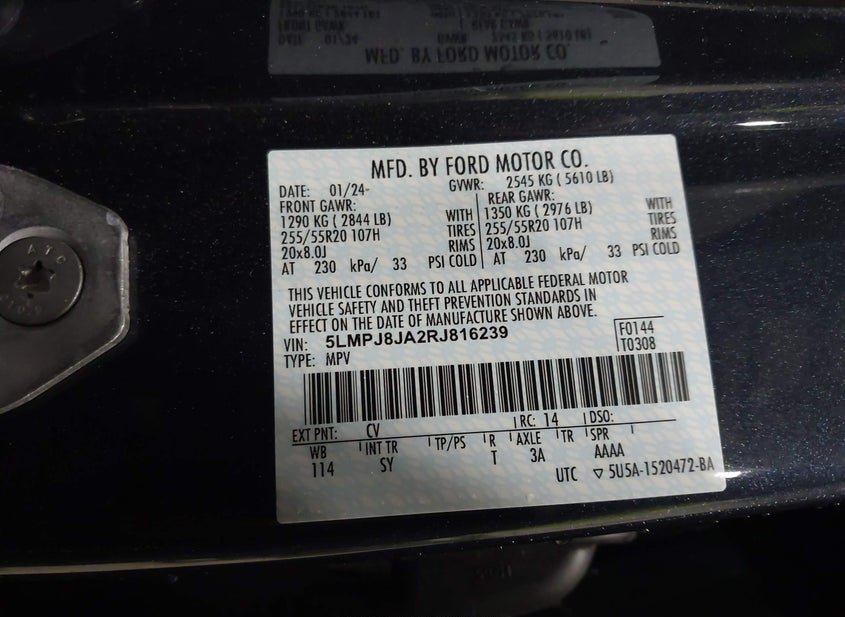 MFD. BY FORD MOTOR CO.
DATE: 01/24- GVWR: 2545 KG ( 5610 LB)
FRONT GAWR: REAR GAWR:
1290 KG ( 2844 LB) WITH 1350 KG ( 2976 LB) WITH
255/55R20 107H TIRES 255/55R20 107H TIRES
20x8.0J RIMS 20x8.0J RIMS
AT 230 kPa/ 33 PSI COLD AT 230 kPa/ 33 PSI COLD
THIS VEHICLE CONFORMS TO ALL APPLICABLE FEDERAL MOTOR
VEHICLE SAFETY AND THEFT PREVENTION STANDARDS IN
EFFECT ON THE DATE OF MANUFACTURE SHOWN ABOVE.
VIN: 5LMPJ8JA2RJ816239 F0144
TYPE: MPV T0308
EXT PNT: CV RC: 14 DSO:
WB INT TR TP/PS R AXLE TR SPR
114 SY T 3A AAAA
UTC ▽ 5U5A-1520472-BA